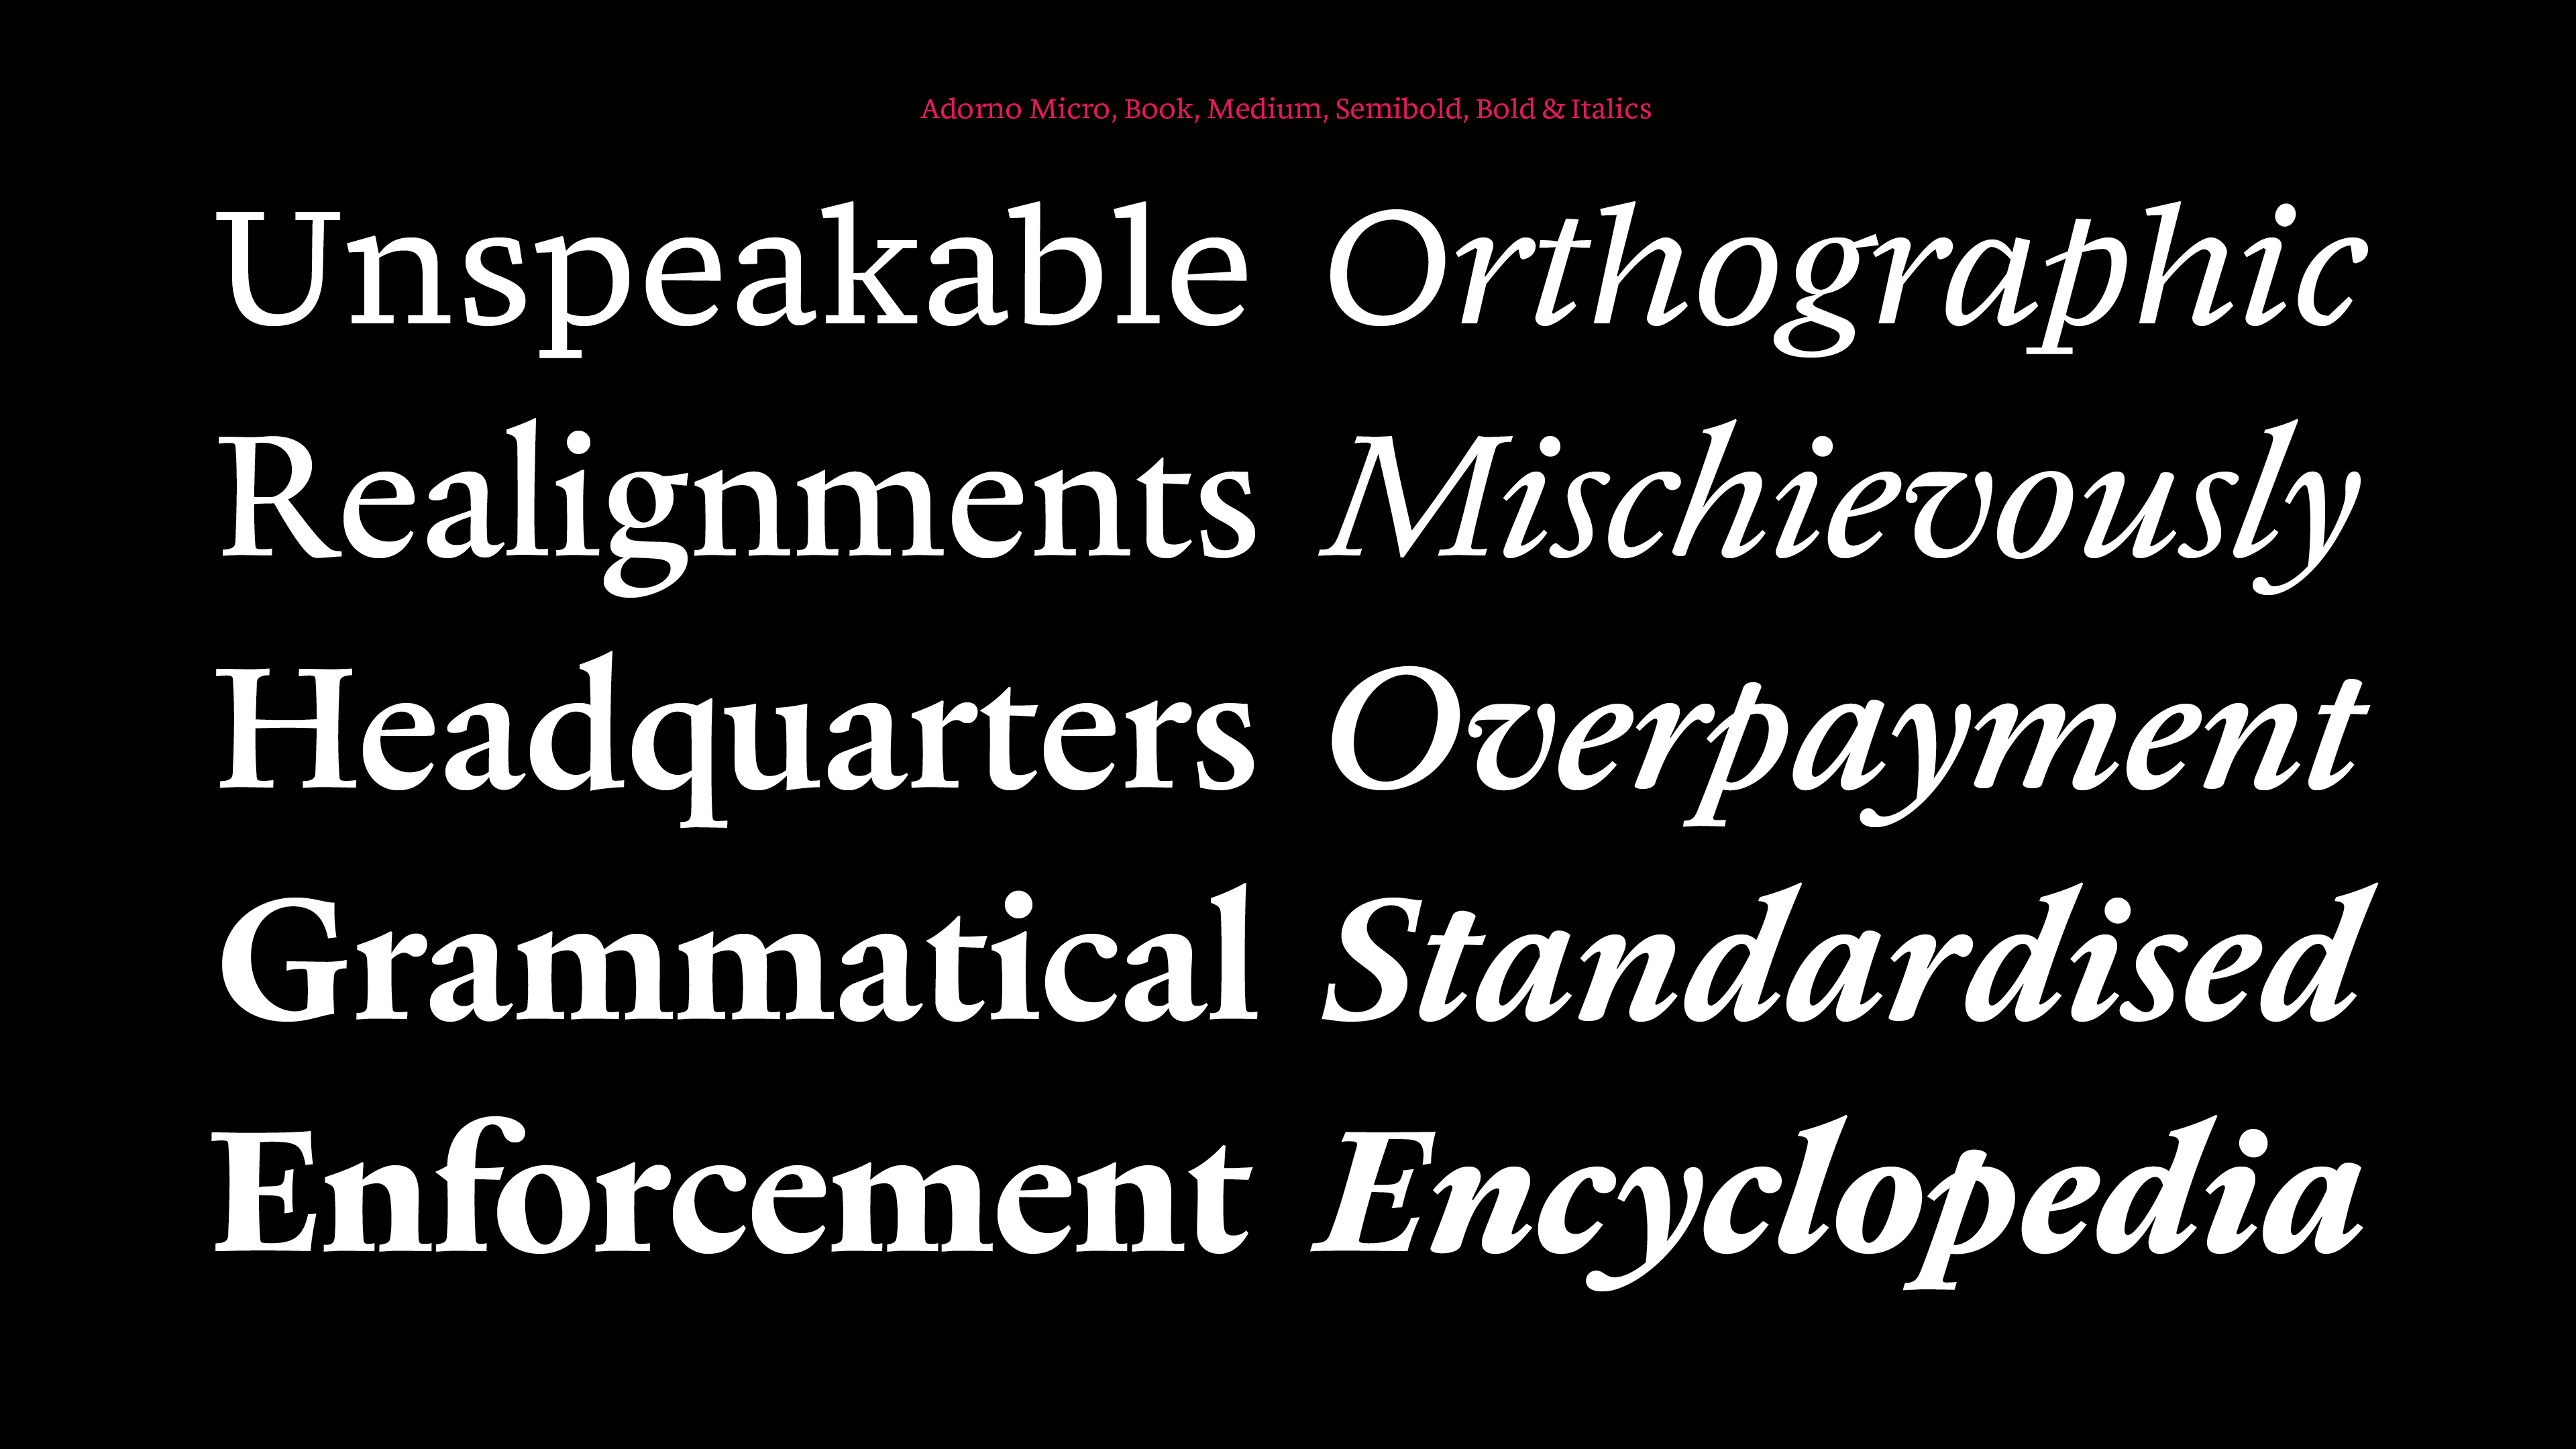 Adorno Micro, Book, Medium, Semibold, Bold & Italics
Unspeakable Orthographic
Realignments Mischievously
Headquarters Overpayment
Grammatical Standardised
Enforcement Encyclopedia